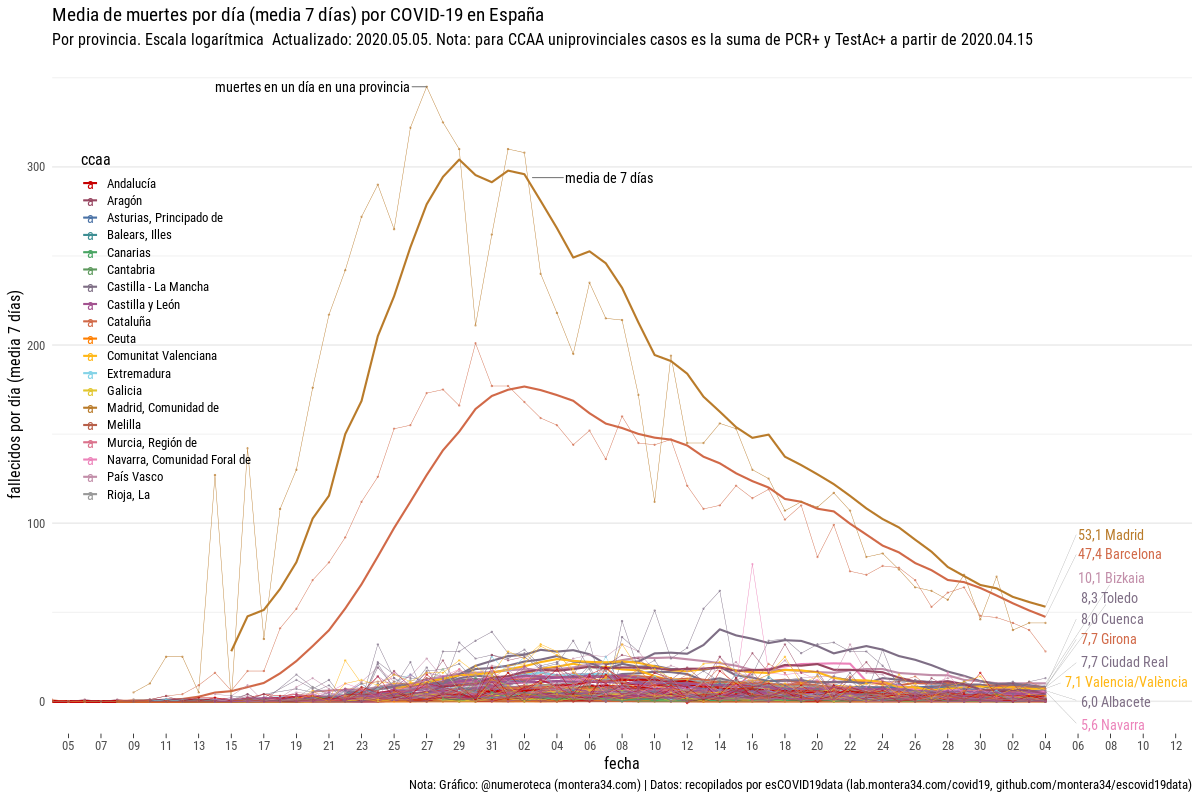 Media de muertes por día (media 7 días) por COVID-19 en España
Por provincia. Escala logarítmica  Actualizado: 2020.05.05. Nota: para CCAA uniprovinciales casos es la suma de PCR+ y TestAc+ a partir de 2020.04.15
muertes en un día en una provincia
media de 7 días
ccaa
Andalucía
Aragón
Asturias, Principado de
Balears, Illes
Canarias
Cantabria
Castilla - La Mancha
Castilla y León
Cataluña
Ceuta
Comunitat Valenciana
Extremadura
Galicia
Madrid, Comunidad de
Melilla
Murcia, Región de
Navarra, Comunidad Foral de
País Vasco
Rioja, La
fallecidos por día (media 7 días)
300
200
100
0
53,1 Madrid
47,4 Barcelona
10,1 Bizkaia
8,3 Toledo
8,0 Cuenca
7,7 Girona
7,7 Ciudad Real
7,1 Valencia/València
6,0 Albacete
5,6 Navarra
05 07 09 11 13 15 17 19 21 23 25 27 29 31 02 04 06 08 10 12 14 16 18 20 22 24 26 28 30 02 04 06 08 10 12
fecha
Nota: Gráfico: @numeroteca (montera34.com) | Datos: recopilados por esCOVID19data (lab.montera34.com/covid19, github.com/montera34/escovid19data)